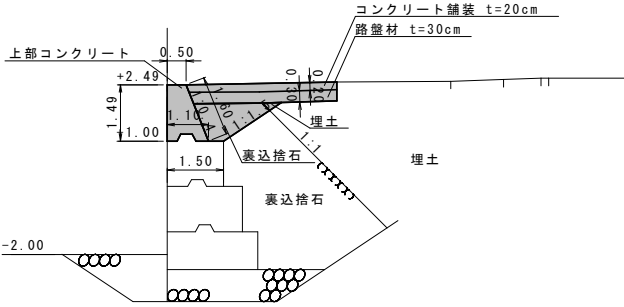 コンクリート舗装 t=20cm
路盤材 t=30cm
上部コンクリート
0.50
+2.49
0.20
0.30
1.49
1.60
1.10
1:1
埋土
1.00
1:1
裏込捨石
埋土
1.50
裏込捨石
-2.00